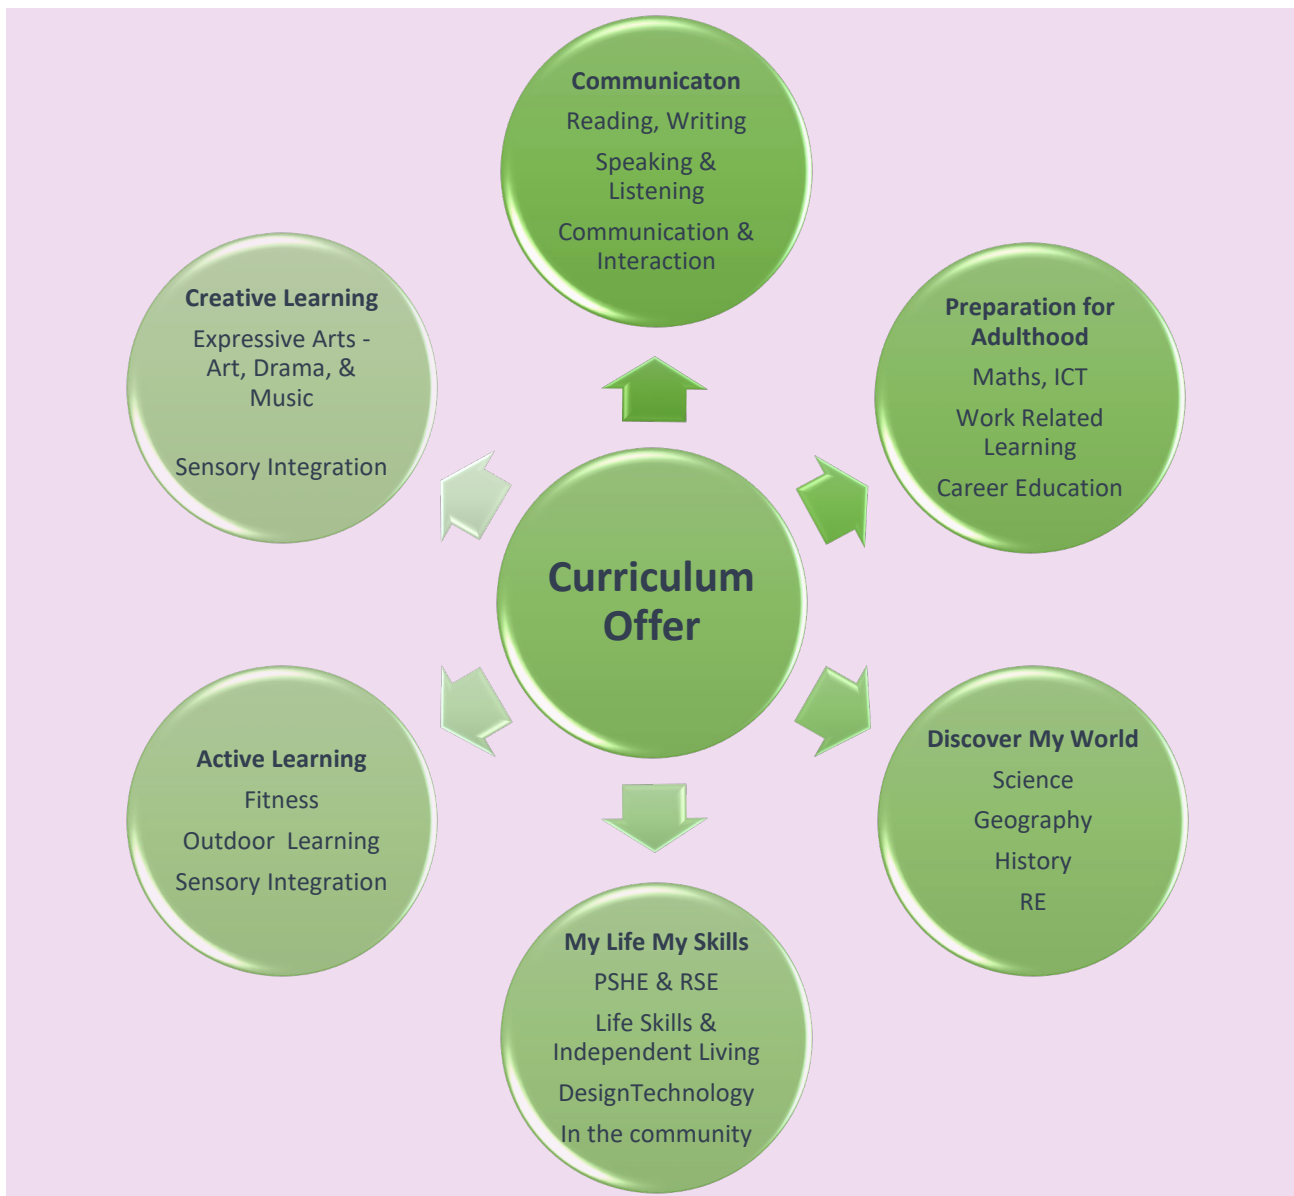 Communicaton
Reading, Writing
Speaking &
Listening
Communication &
Interaction
Preparation for
Adulthood
Maths, ICT
Work Related
Learning
Career Education
Discover My World
Science
Geography
History
RE
My Life My Skills
PSHE & RSE
Life Skills &
Independent Living
DesignTechnology
In the community
Active Learning
Fitness
Outdoor  Learning
Sensory Integration
Creative Learning
Expressive Arts -
Art, Drama, &
Music
Sensory Integration
Curriculum
Offer